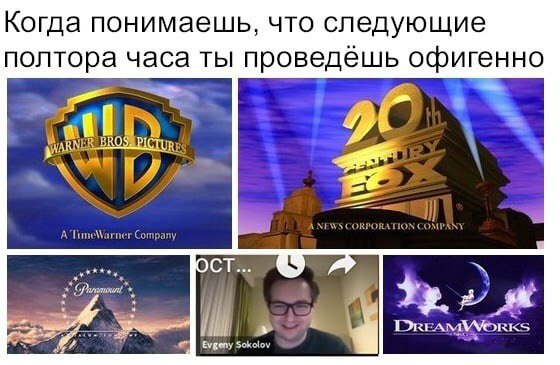 Когда понимаешь, что следующие
полтора часа ты проведёшь офигенно
WARNER BROS. PICTURES
WB
A TimeWarner Company
20th
CENTURY
FOX
A NEWS CORPORATION COMPANY
Paramount
ОСТ...
Evgeny Sokolov
DREAMWORKS